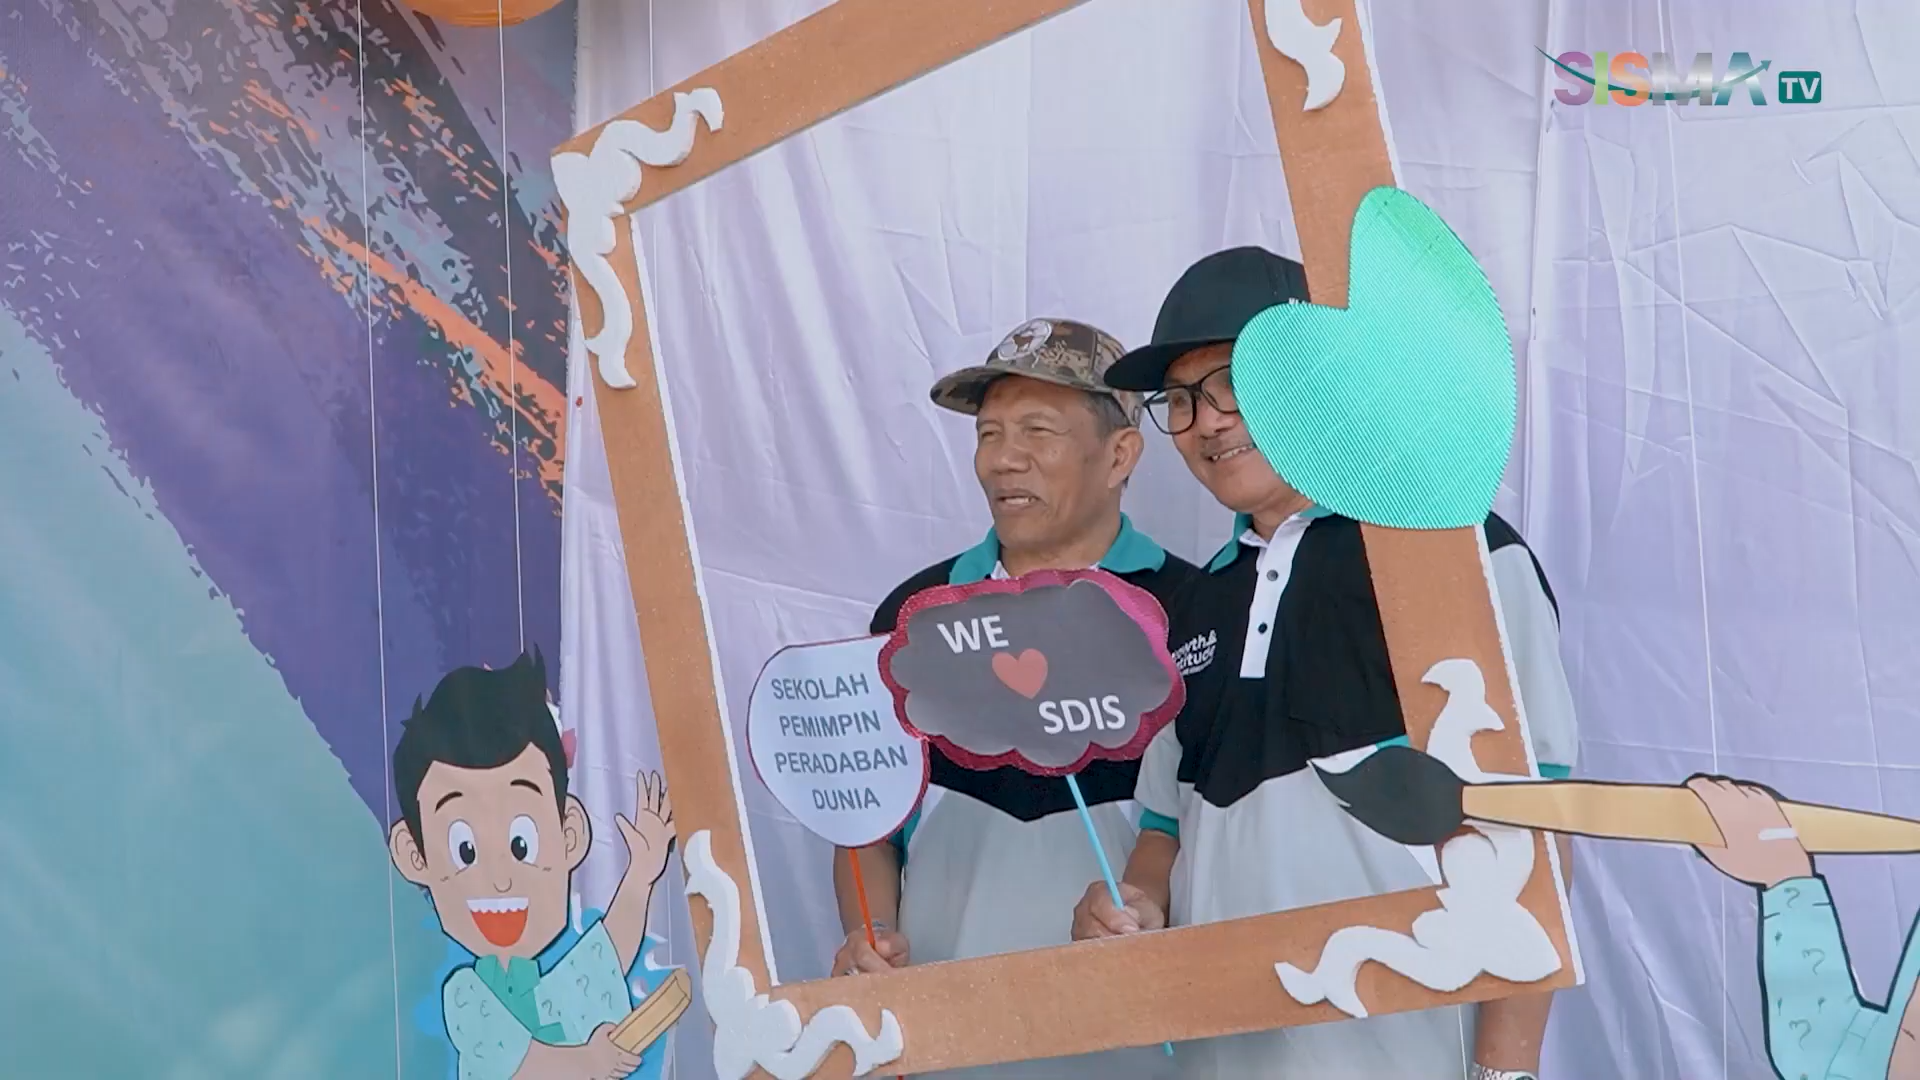 SISMA TV
WE
SDIS
SEKOLAH
PEMIMPIN
PERADABAN
DUNIA